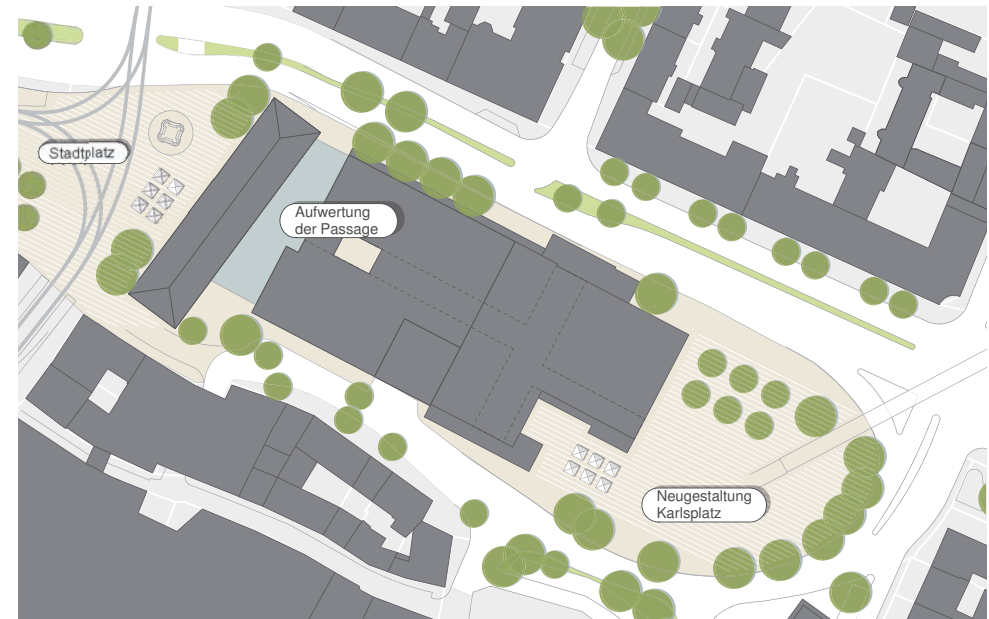 Stadtplatz
Aufwertung
der Passage
Neugestaltung
Karlsplatz